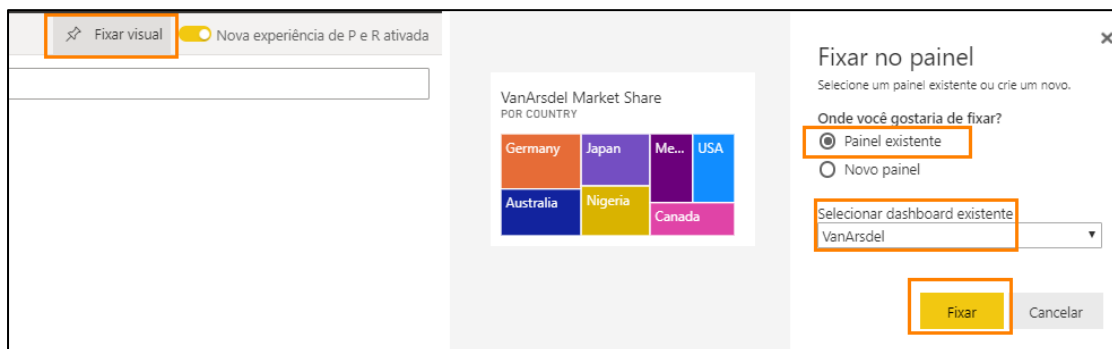 Fixar visual
Nova experiência de P e R ativada
VanArsdel Market Share
POR COUNTRY
Germany
Japan
Me...
USA
Australia
Nigeria
Canada
Fixar no painel
Selecione um painel existente ou crie um novo.
Onde você gostaria de fixar?
Painel existente
Novo painel
Selecionar dashboard existente
VanArsdel
Fixar
Cancelar